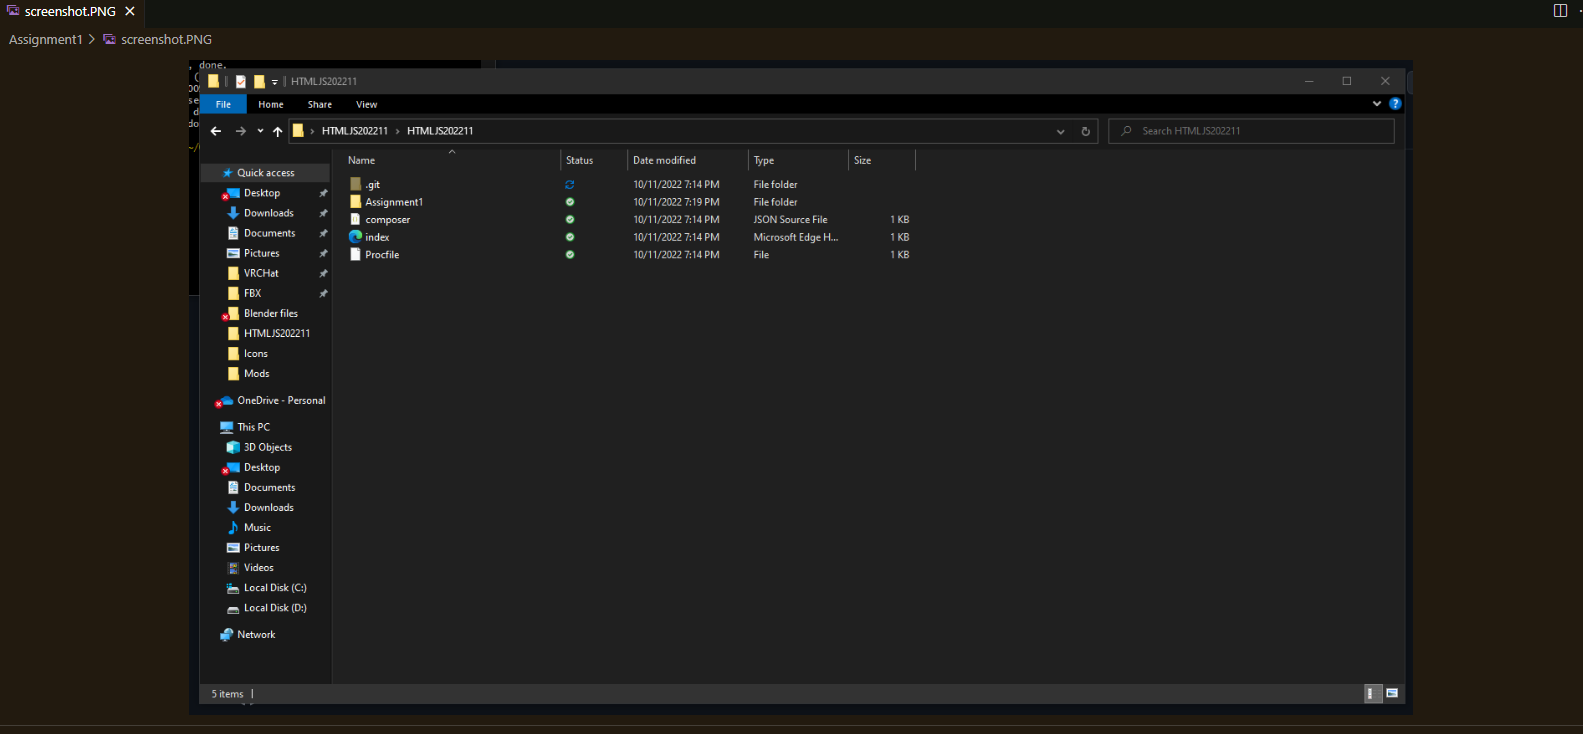 screenshot.PNG
Assignment1 > screenshot.PNG
, done.
HTMLJS202211
File Home Share View
HTMLJS202211 > HTMLJS202211
Search HTMLJS202211
Name Status Date modified Type Size
.git 10/11/2022 7:14 PM File folder
Assignment1 10/11/2022 7:19 PM File folder
composer 10/11/2022 7:14 PM JSON Source File 1 KB
index 10/11/2022 7:14 PM Microsoft Edge H... 1 KB
Procfile 10/11/2022 7:14 PM File 1 KB
Quick access
Desktop
Downloads
Documents
Pictures
VRCHat
FBX
Blender files
HTMLJS202211
Icons
Mods
OneDrive - Personal
This PC
3D Objects
Desktop
Documents
Downloads
Music
Pictures
Videos
Local Disk (C:)
Local Disk (D:)
Network
5 items